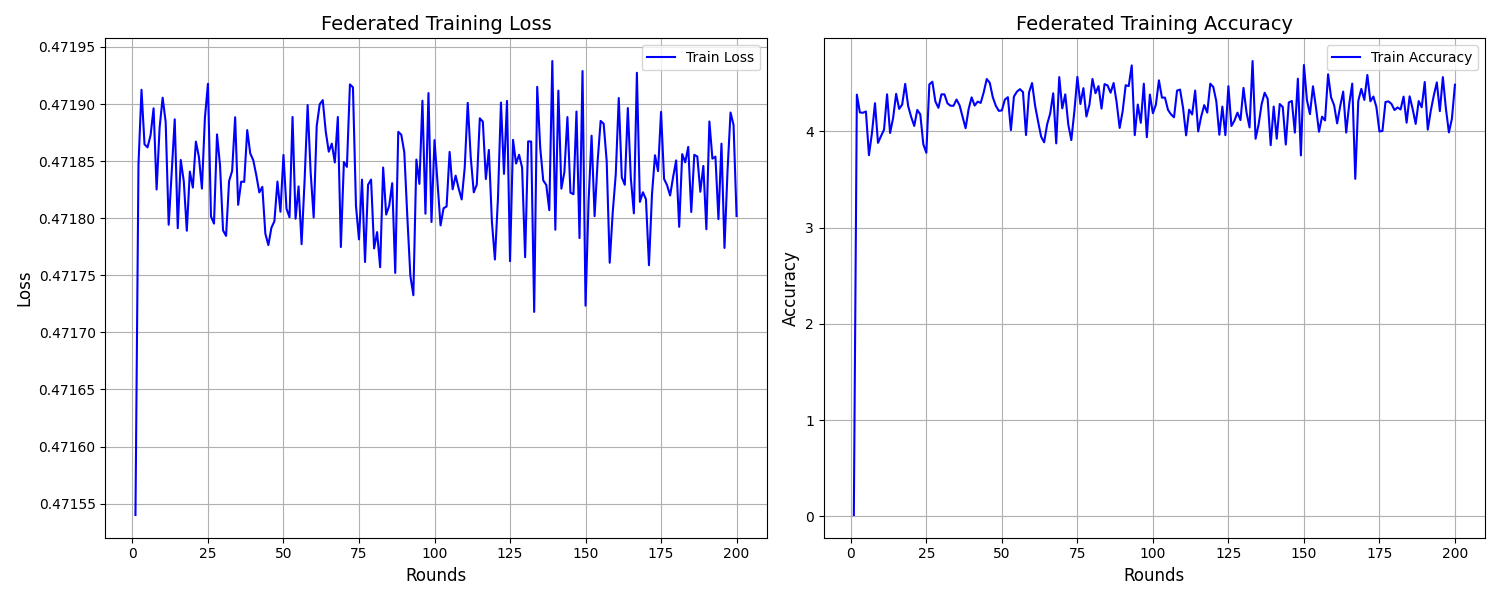 Federated Training Loss
Train Loss
0.47195
0.47190
0.47185
0.47180
0.47175
0.47170
0.47165
0.47160
0.47155
Loss
0 25 50 75 100 125 150 175 200
Rounds
Federated Training Accuracy
Train Accuracy
4
3
2
1
0
Accuracy
0 25 50 75 100 125 150 175 200
Rounds